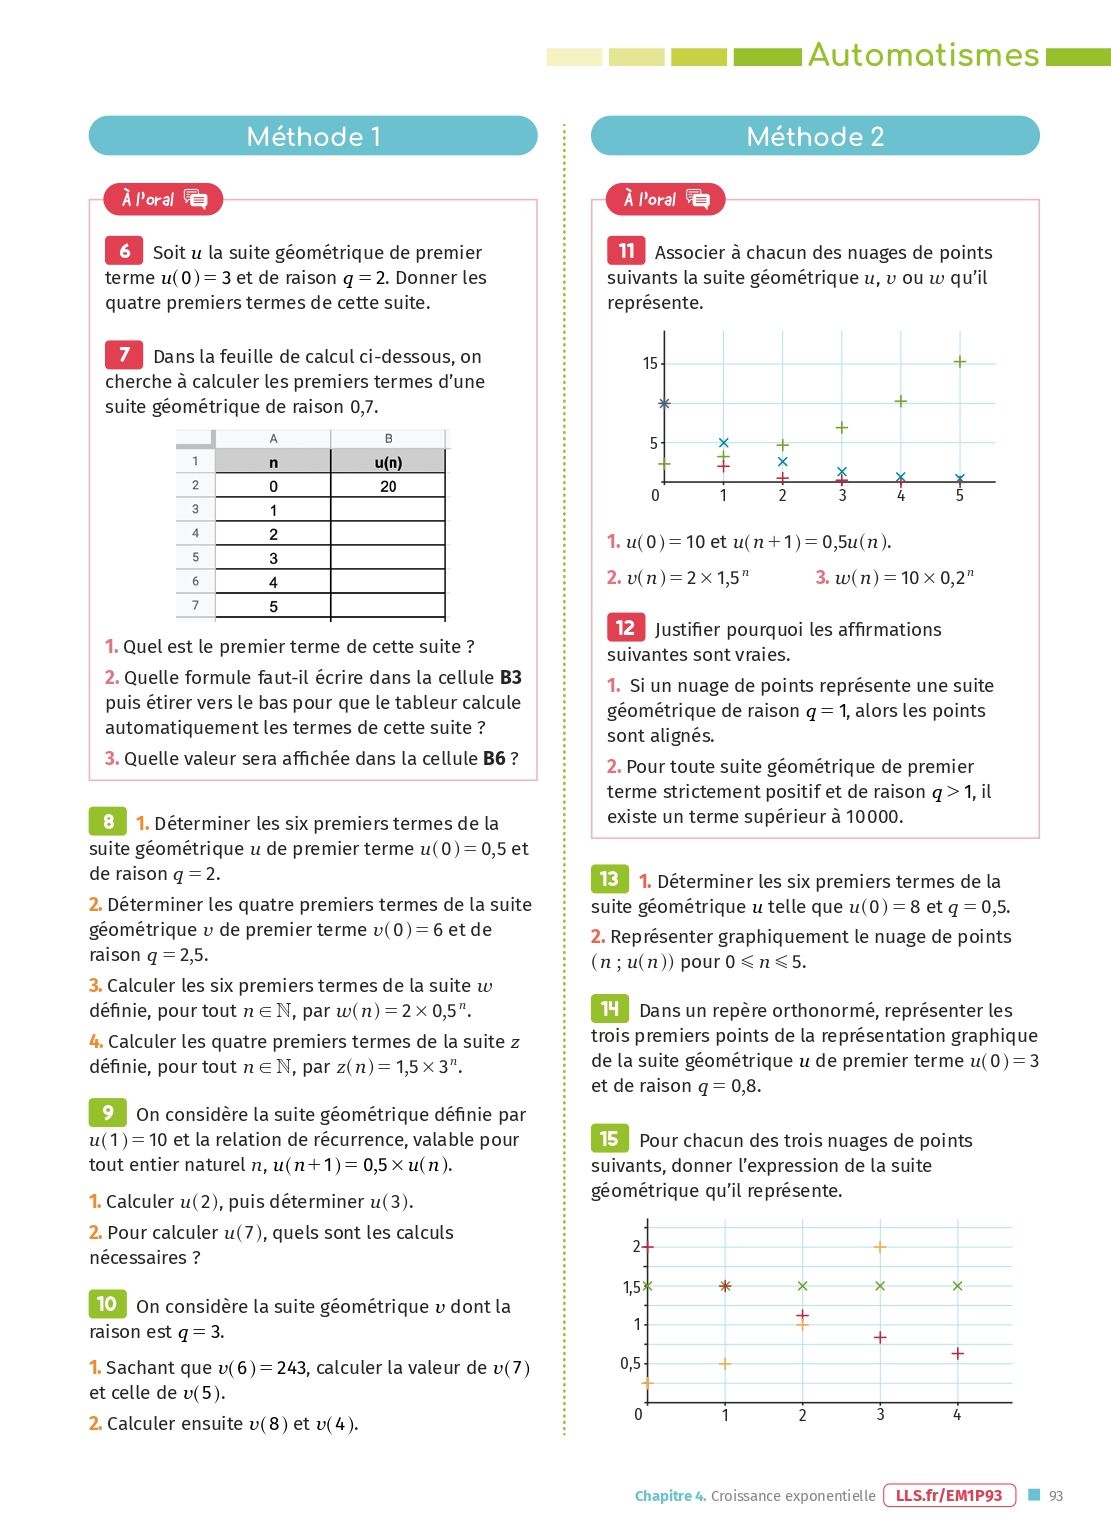 Automatismes
Méthode 1
À l'oral
6 Soit u la suite géométrique de premier
terme u(0) = 3 et de raison q = 2. Donner les
quatre premiers termes de cette suite.
7 Dans la feuille de calcul ci-dessous, on
cherche à calculer les premiers termes d'une
suite géométrique de raison 0,7.
A B
1 n u(n)
2 0 20
3 1
4 2
5 3
6 4
7 5
1. Quel est le premier terme de cette suite ?
2. Quelle formule faut-il écrire dans la cellule B3
puis étirer vers le bas pour que le tableur calcule
automatiquement les termes de cette suite ?
3. Quelle valeur sera affichée dans la cellule B6 ?
8 1. Déterminer les six premiers termes de la
suite géométrique u de premier terme u(0) = 0,5 et
de raison q = 2.
2. Déterminer les quatre premiers termes de la suite
géométrique v de premier terme v(0) = 6 et de
raison q = 2,5.
3. Calculer les six premiers termes de la suite w
définie, pour tout n ∈ ℕ, par w(n) = 2 × 0,5ⁿ.
4. Calculer les quatre premiers termes de la suite z
définie, pour tout n ∈ ℕ, par z(n) = 1,5 × 3ⁿ.
9 On considère la suite géométrique définie par
u(1) = 10 et la relation de récurrence, valable pour
tout entier naturel n, u(n+1) = 0,5 × u(n).
1. Calculer u(2), puis déterminer u(3).
2. Pour calculer u(7), quels sont les calculs
nécessaires ?
10 On considère la suite géométrique v dont la
raison est q = 3.
1. Sachant que v(6) = 243, calculer la valeur de v(7)
et celle de v(5).
2. Calculer ensuite v(8) et v(4).
Méthode 2
À l'oral
11 Associer à chacun des nuages de points
suivants la suite géométrique u, v ou w qu'il
représente.
15
5
0 1 2 3 4 5
1. u(0) = 10 et u(n+1) = 0,5u(n).
2. v(n) = 2 × 1,5ⁿ 3. w(n) = 10 × 0,2ⁿ
12 Justifier pourquoi les affirmations
suivantes sont vraies.
1. Si un nuage de points représente une suite
géométrique de raison q = 1, alors les points
sont alignés.
2. Pour toute suite géométrique de premier
terme strictement positif et de raison q > 1, il
existe un terme supérieur à 10 000.
13 1. Déterminer les six premiers termes de la
suite géométrique u telle que u(0) = 8 et q = 0,5.
2. Représenter graphiquement le nuage de points
(n ; u(n)) pour 0 ⩽ n ⩽ 5.
14 Dans un repère orthonormé, représenter les
trois premiers points de la représentation graphique
de la suite géométrique u de premier terme u(0) = 3
et de raison q = 0,8.
15 Pour chacun des trois nuages de points
suivants, donner l'expression de la suite
géométrique qu'il représente.
2
1,5
1
0,5
0 1 2 3 4
Chapitre 4. Croissance exponentielle LLS.fr/EM1P93 93